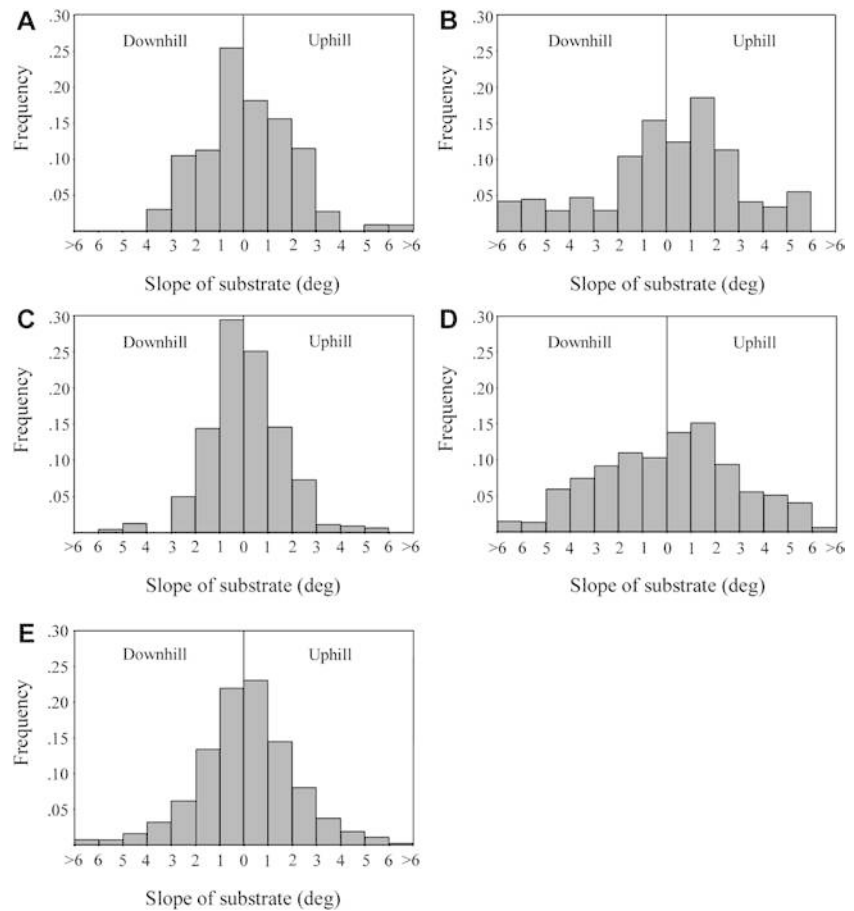 A
.30
.25
.20
.15
.10
.05
Frequency
Downhill Uphill
>6 6 5 4 3 2 1 0 1 2 3 4 5 6 >6
Slope of substrate (deg)
B
.30
.25
.20
.15
.10
.05
Frequency
Downhill Uphill
>6 6 5 4 3 2 1 0 1 2 3 4 5 6 >6
Slope of substrate (deg)
C
.30
.25
.20
.15
.10
.05
Frequency
Downhill Uphill
>6 6 5 4 3 2 1 0 1 2 3 4 5 6 >6
Slope of substrate (deg)
D
.30
.25
.20
.15
.10
.05
Frequency
Downhill Uphill
>6 6 5 4 3 2 1 0 1 2 3 4 5 6 >6
Slope of substrate (deg)
E
.30
.25
.20
.15
.10
.05
Frequency
Downhill Uphill
>6 6 5 4 3 2 1 0 1 2 3 4 5 6 >6
Slope of substrate (deg)